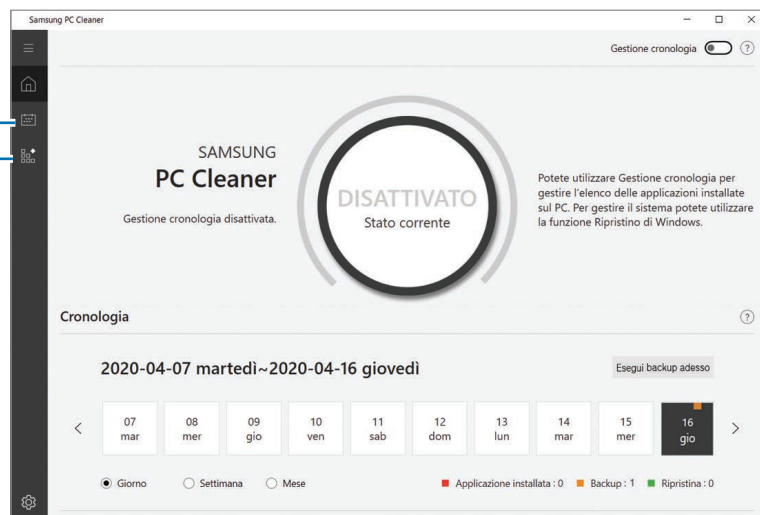 Samsung PC Cleaner
Gestione cronologia
?
SAMSUNG
PC Cleaner
Gestione cronologia disattivata.
DISATTIVATO
Stato corrente
Potete utilizzare Gestione cronologia per
gestire l'elenco delle applicazioni installate
sul PC. Per gestire il sistema potete utilizzare
la funzione Ripristino di Windows.
Cronologia
?
2020-04-07 martedì~2020-04-16 giovedì
Esegui backup adesso
07 08 09 10 11 12 13 14 15 16
mar mer gio ven sab dom lun mar mer gio
Giorno Settimana Mese
Applicazione installata : 0 Backup : 1 Ripristina : 0